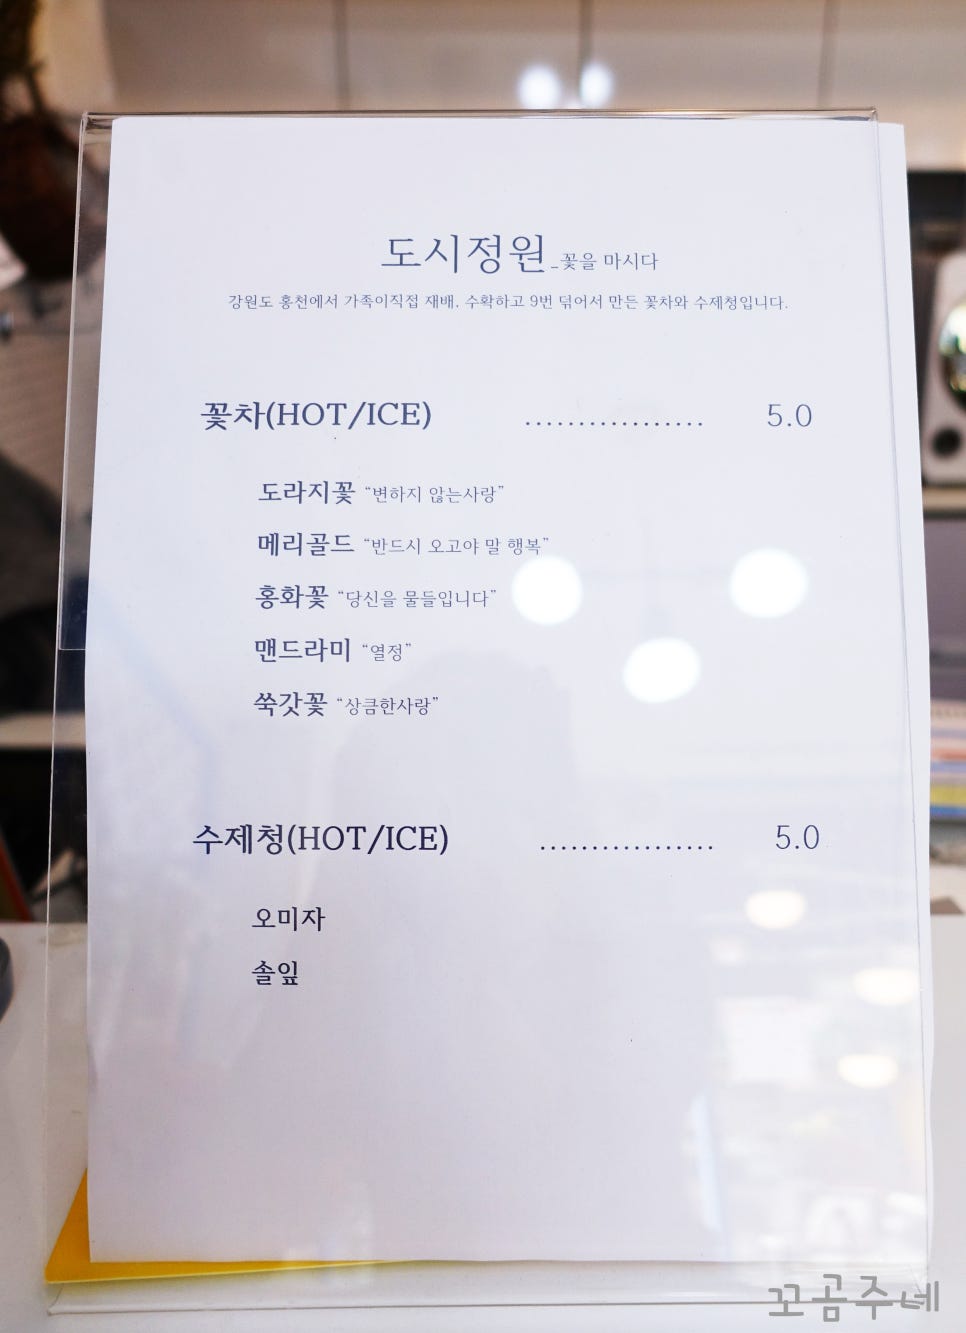 도시정원_꽃을 마시다
강원도 홍천에서 가족이직접 재배, 수확하고 9번 덖어서 만든 꽃차와 수제청입니다.
꽃차(HOT/ICE) ................. 5.0
도라지꽃 “변하지 않는사랑”
메리골드 “반드시 오고야 말 행복”
홍화꽃 “당신을 물들입니다”
맨드라미 “열정”
쑥갓꽃 “상큼한사랑”
수제청(HOT/ICE) ................. 5.0
오미자
솔잎
꼬곰주네